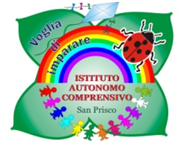 Voglia di imparare
ISTITUTO
AUTONOMO
COMPRENSIVO
San Prisco